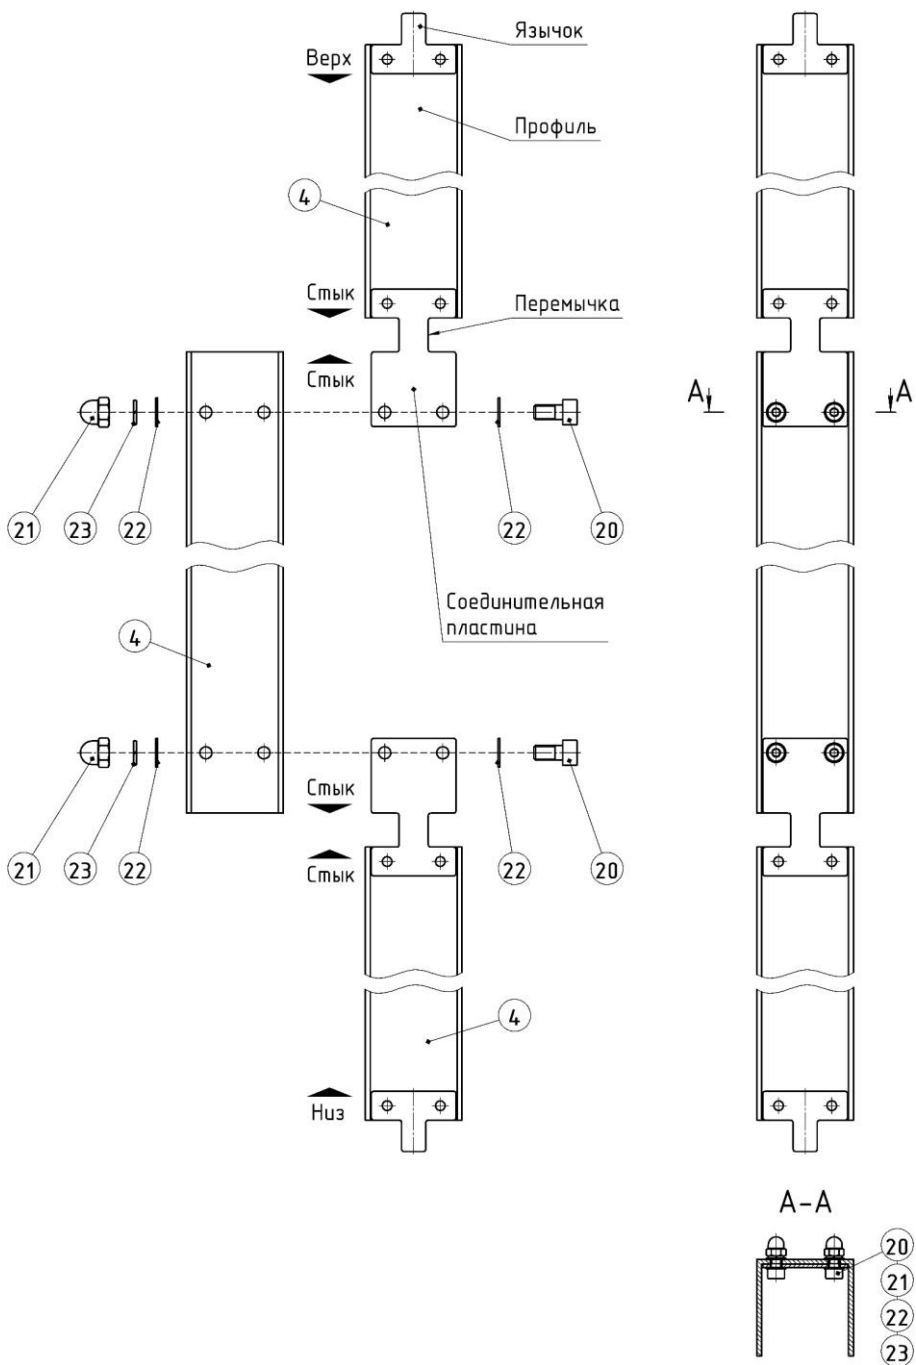 Язычок
Верх
Профиль
4
Стык
Перемычка
Стык
А
А
21
23
22
22
20
Соединительная
пластина
4
Стык
21
23
22
Стык
22
20
4
Низ
А-А
20
21
22
23